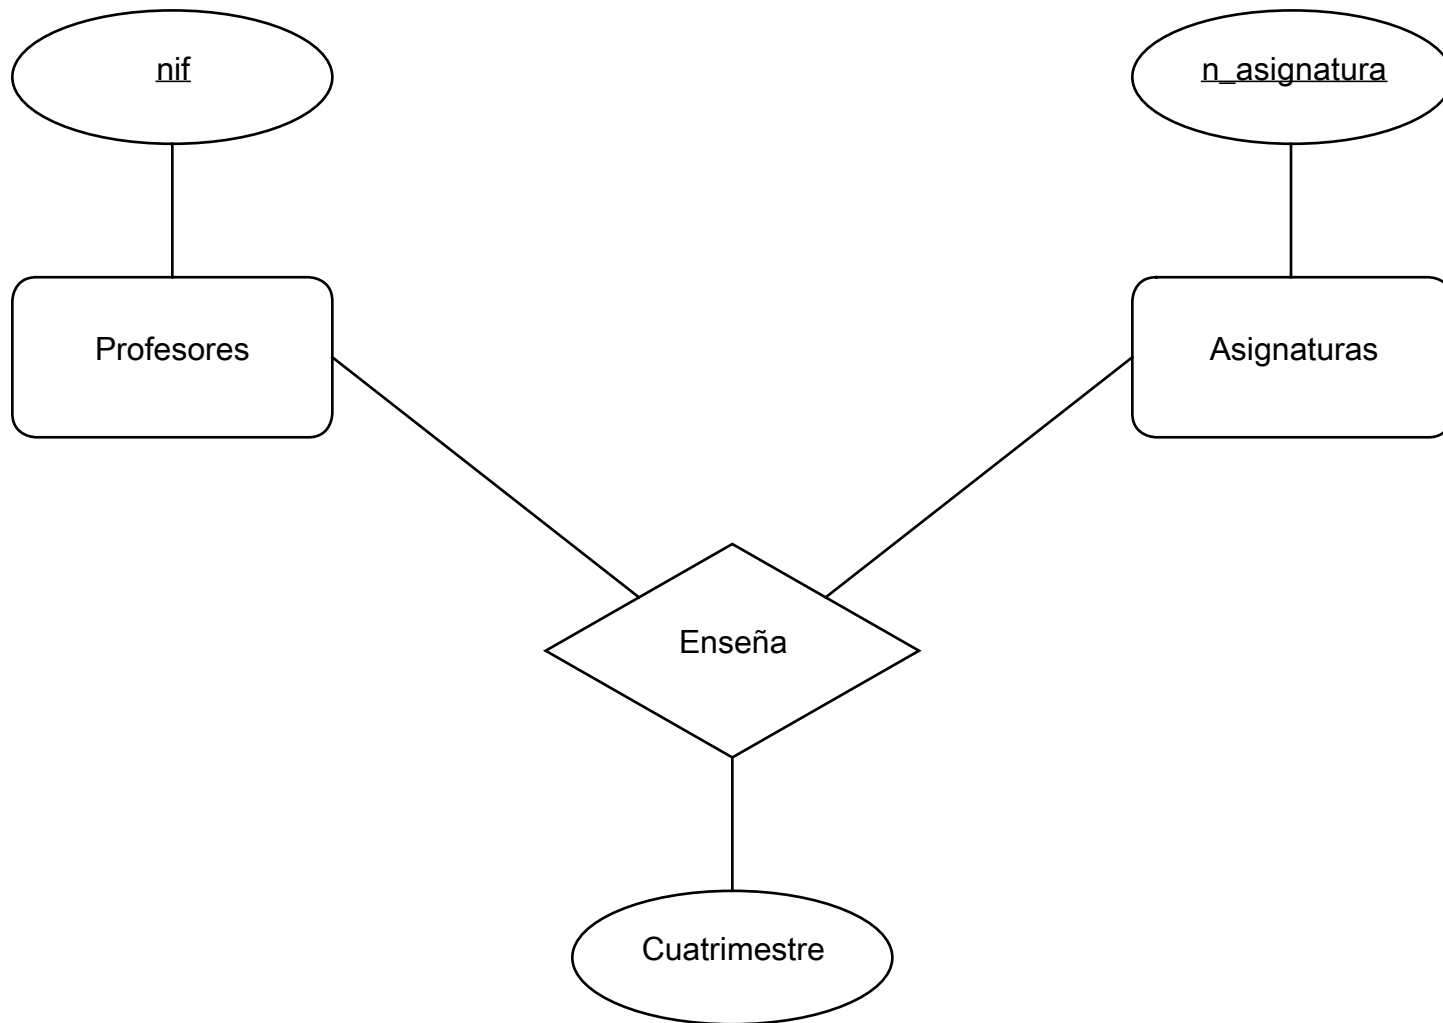 nif
n_asignatura
Profesores
Asignaturas
Enseña
Cuatrimestre